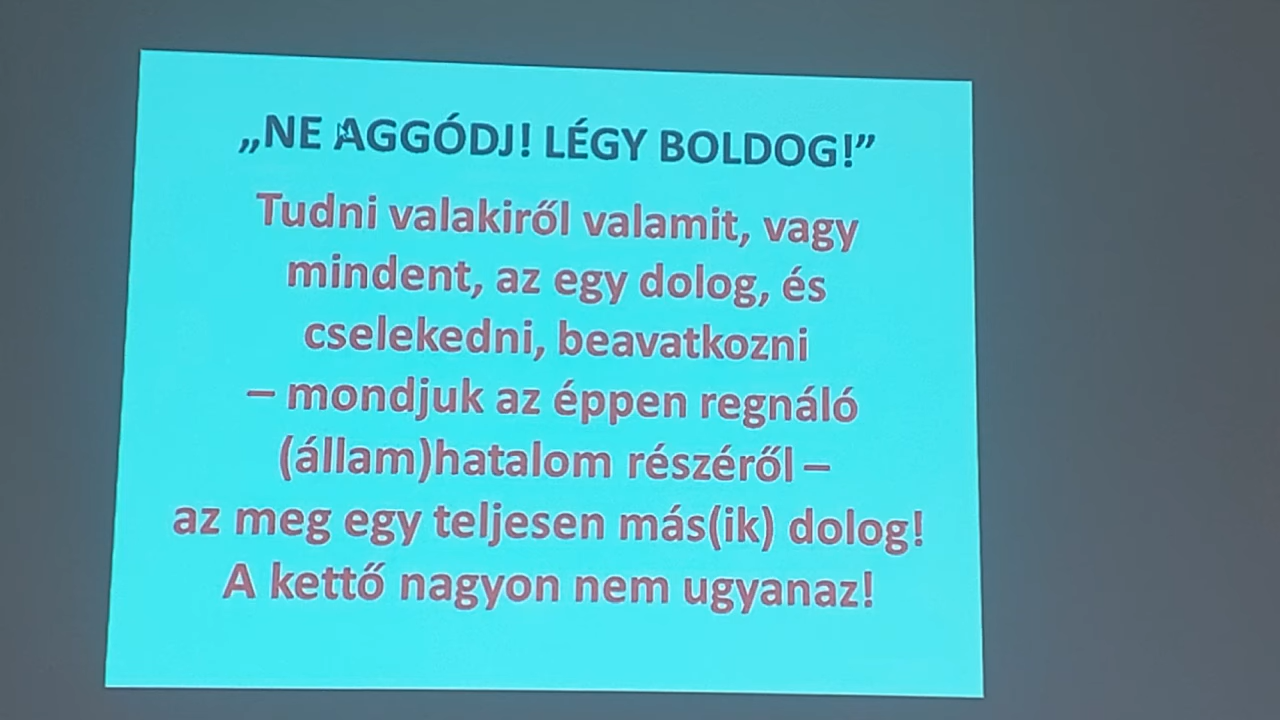 „NE AGGÓDJ! LÉGY BOLDOG!”
Tudni valakiről valamit, vagy
mindent, az egy dolog, és
cselekedni, beavatkozni
– mondjuk az éppen regnáló
(állam)hatalom részéről –
az meg egy teljesen más(ik) dolog!
A kettő nagyon nem ugyanaz!